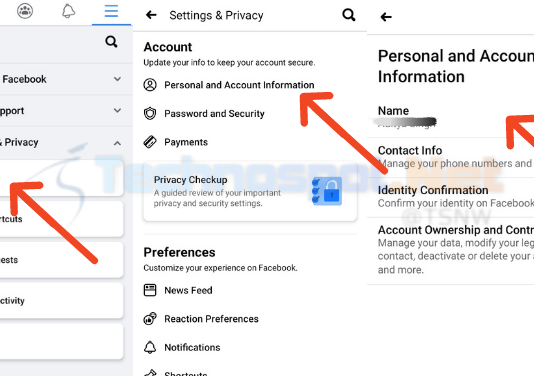 Facebook
pport
& Privacy
rtcuts
ests
ctivity
Settings & Privacy
Account
Update your info to keep your account secure.
Personal and Account Information
Password and Security
Payments
Privacy Checkup
A guided review of your important
privacy and security settings.
Preferences
Customize your experience on Facebook.
News Feed
Reaction Preferences
Notifications
Shortcuts
Personal and Accoun
Information
Name
Contact Info
Manage your phone numbers and
Identity Confirmation
Confirm your identity on Facebook
Account Ownership and Contr
Manage your data, modify your leg
contact, deactivate or delete your a
and more.
Technospot.Net
@TSNW